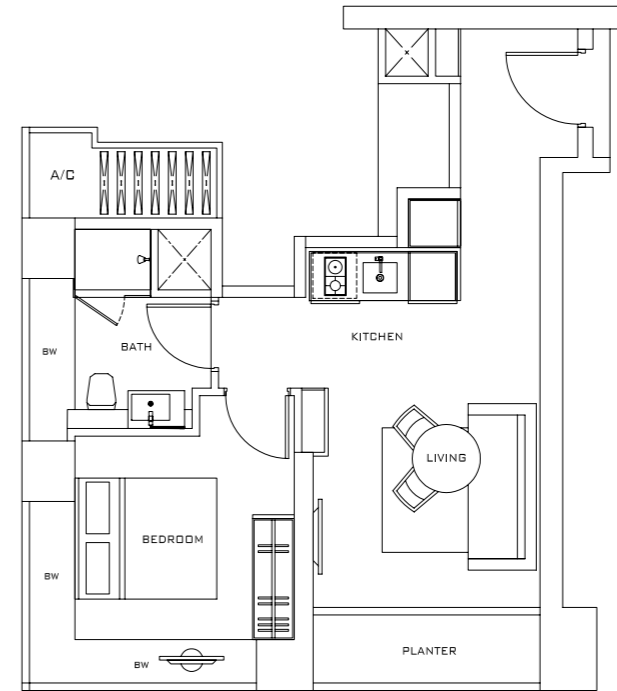 A/C
BW
BATH
KITCHEN
LIVING
BEDROOM
BW
BW
PLANTER